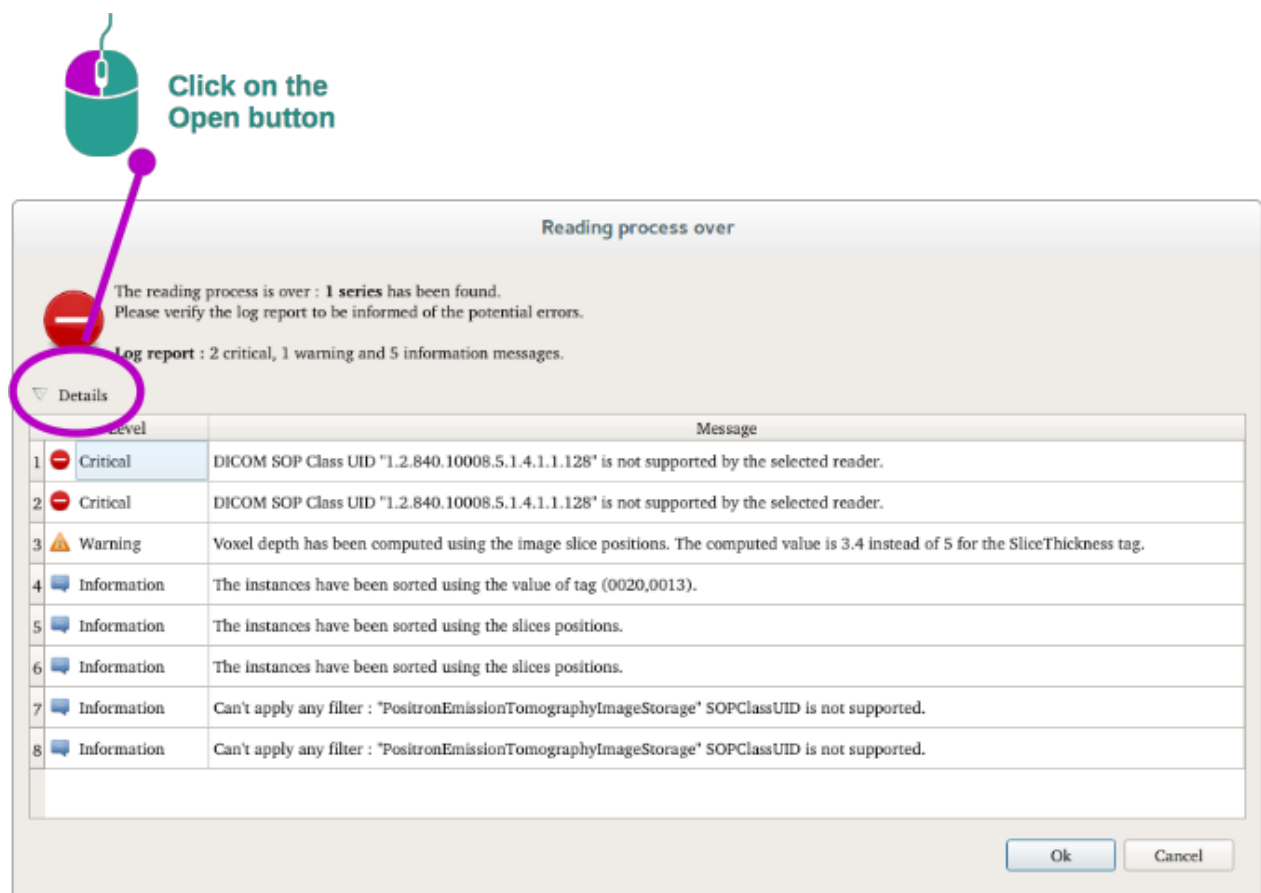 Click on the
Open button
Reading process over
The reading process is over : 1 series has been found.
Please verify the log report to be informed of the potential errors.
Log report : 2 critical, 1 warning and 5 information messages.
Details
Level Message
1 Critical DICOM SOP Class UID "1.2.840.10008.5.1.4.1.1.128" is not supported by the selected reader.
2 Critical DICOM SOP Class UID "1.2.840.10008.5.1.4.1.1.128" is not supported by the selected reader.
3 Warning Voxel depth has been computed using the image slice positions. The computed value is 3.4 instead of 5 for the SliceThickness tag.
4 Information The instances have been sorted using the value of tag (0020,0013).
5 Information The instances have been sorted using the slices positions.
6 Information The instances have been sorted using the slices positions.
7 Information Can't apply any filter : "PositronEmissionTomographyImageStorage" SOPClassUID is not supported.
8 Information Can't apply any filter : "PositronEmissionTomographyImageStorage" SOPClassUID is not supported.
Ok Cancel